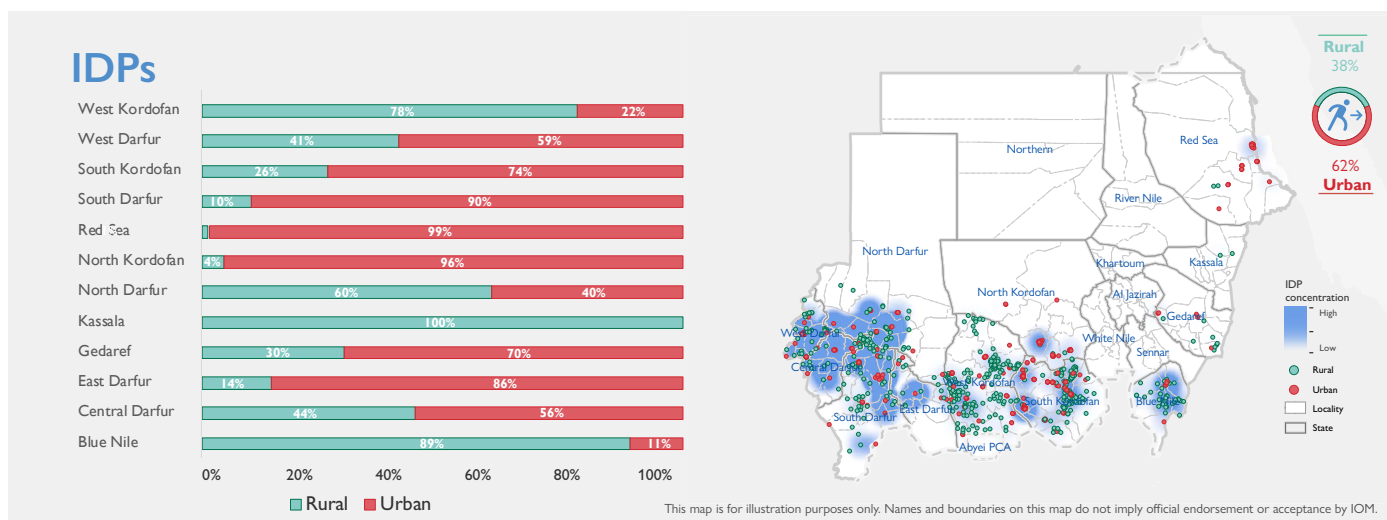 IDPs
West Kordofan
78%
22%
West Darfur
41%
59%
South Kordofan
26%
74%
South Darfur
10%
90%
Red Sea
99%
North Kordofan
4%
96%
North Darfur
60%
40%
Kassala
100%
Gedaref
30%
70%
East Darfur
14%
86%
Central Darfur
44%
56%
Blue Nile
89%
11%
0%
20%
40%
60%
80%
100%
Rural
Urban
Northern
Red Sea
River Nile
North Darfur
Khartoum
Kassala
North Kordofan
Al Jazirah
Gedaref
West Darfur
White Nile
Sennar
Central Darfur
West Kordofan
South Kordofan
Blue Nile
South Darfur
East Darfur
Abyei PCA
Rural
38%
62%
Urban
IDP
concentration
High
Low
Rural
Urban
Locality
State
This map is for illustration purposes only. Names and boundaries on this map do not imply official endorsement or acceptance by IOM.